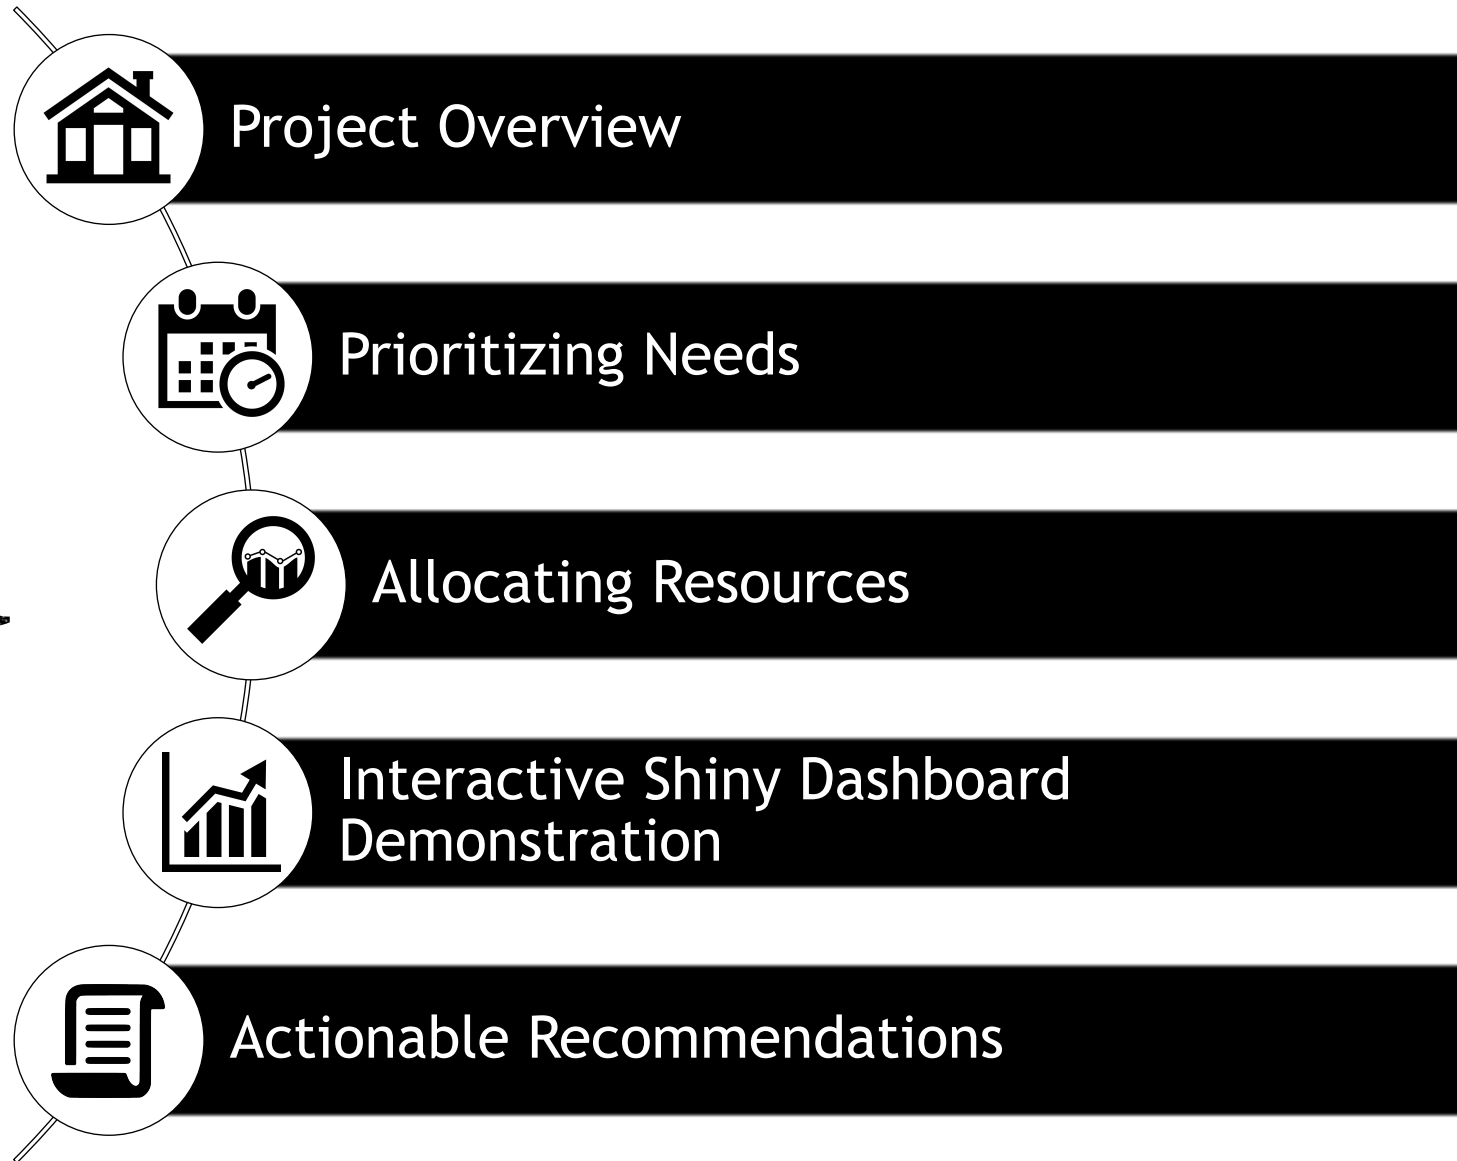 Project Overview
Prioritizing Needs
Allocating Resources
Interactive Shiny Dashboard
Demonstration
Actionable Recommendations